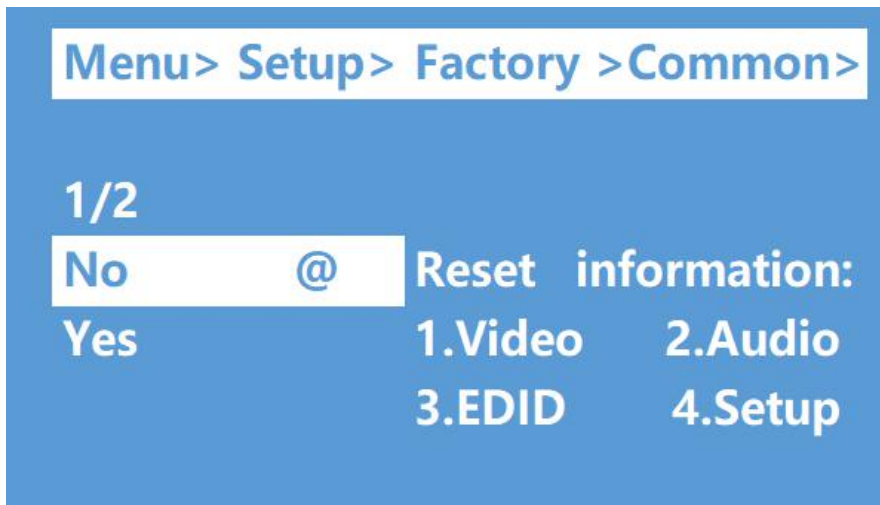 Menu> Setup> Factory >Common>
1/2
No @ Reset information:
Yes 1.Video 2.Audio
3.EDID 4.Setup